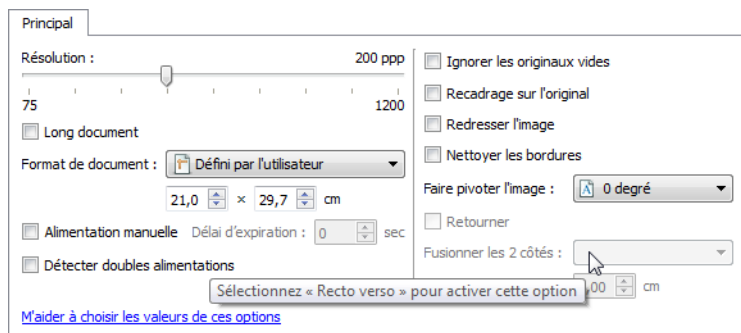 Principal
Résolution :
200 ppp
75
1200
Long document
Format de document :
Défini par l'utilisateur
21,0 × 29,7 cm
Alimentation manuelle
Délai d'expiration :
0
sec
Détecter doubles alimentations
M'aider à choisir les valeurs de ces options
Ignorer les originaux vides
Recadrage sur l'original
Redresser l'image
Nettoyer les bordures
Faire pivoter l'image :
A 0 degré
Retourner
Fusionner les 2 côtés :
,00 cm
Sélectionnez « Recto verso » pour activer cette option